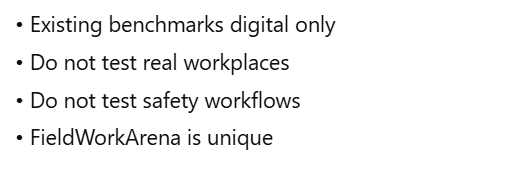 • Existing benchmarks digital only
• Do not test real workplaces
• Do not test safety workflows
• FieldWorkArena is unique